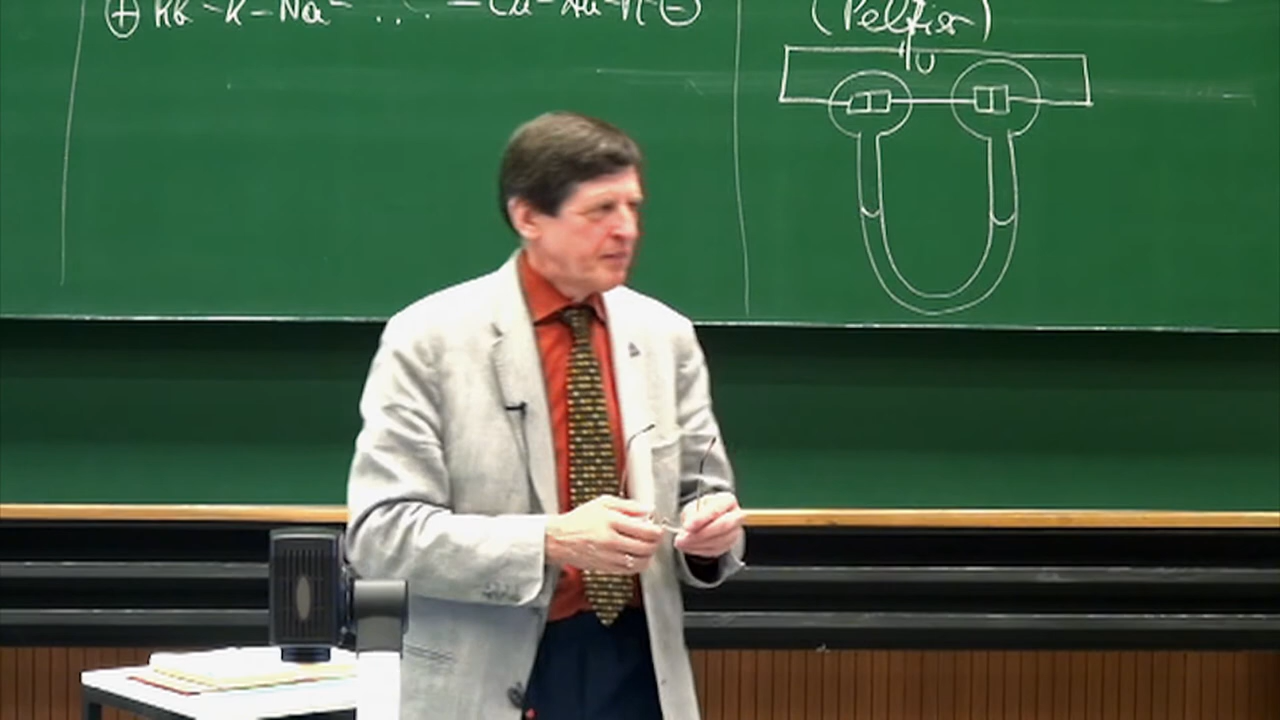 ⊕ Rb – K – Na – .... – Cu – Au – Pt ⊖
(Peltier)
U